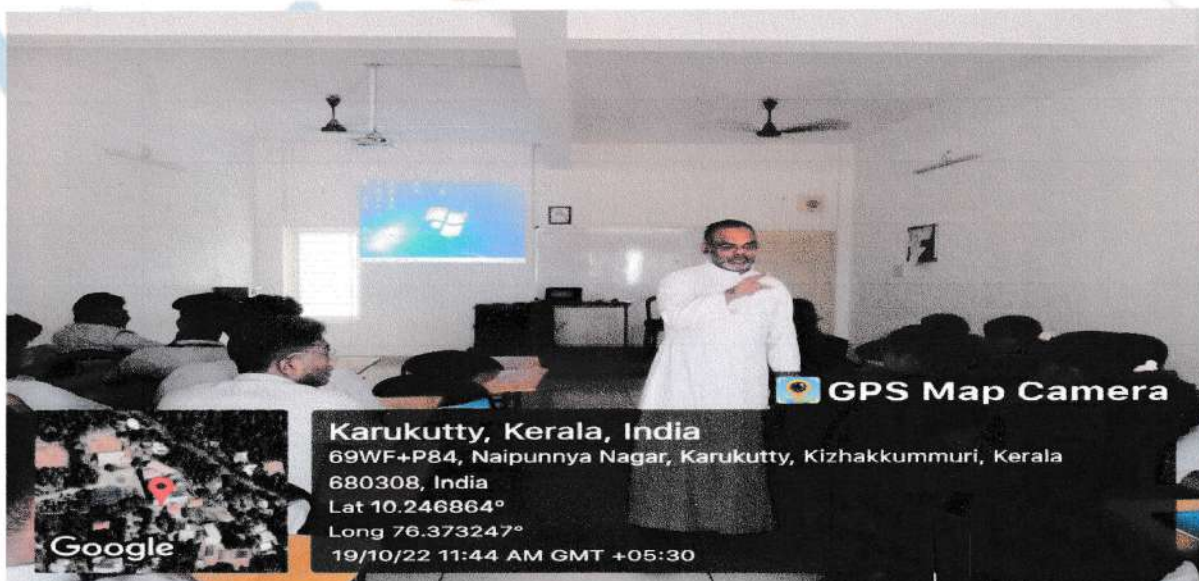 GPS Map Camera
Karukutty, Kerala, India
69WF+P84, Naipunnya Nagar, Karukutty, Kizhakkummuri, Kerala
680308, India
Lat 10.246864°
Long 76.373247°
19/10/22 11:44 AM GMT +05:30
Google